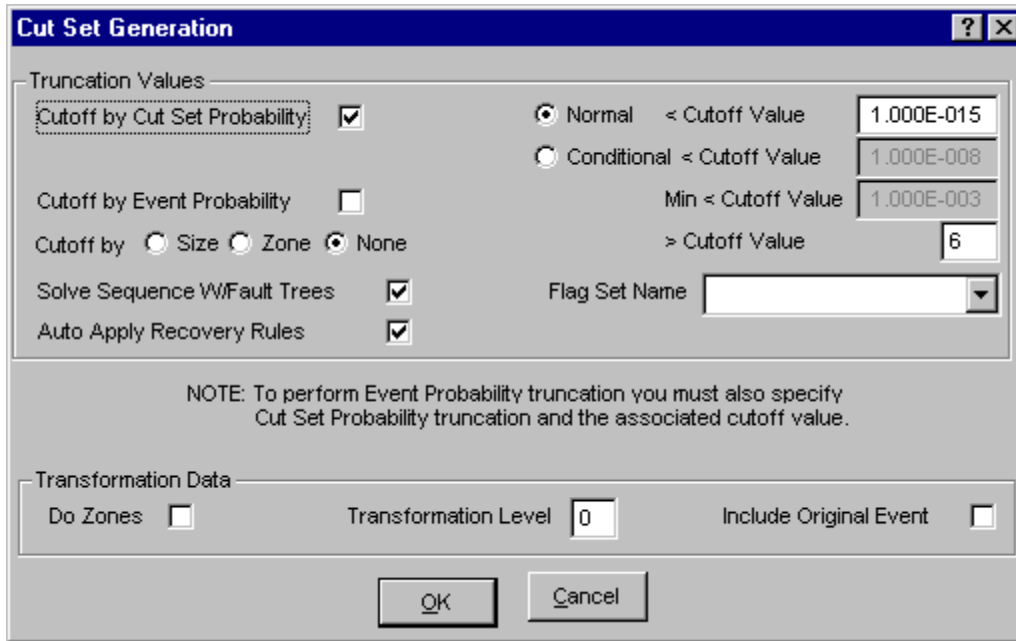 Cut Set Generation
Truncation Values
Cutoff by Cut Set Probability Normal < Cutoff Value 1.000E-015
Conditional < Cutoff Value 1.000E-008
Cutoff by Event Probability Min < Cutoff Value 1.000E-003
Cutoff by Size Zone None > Cutoff Value 6
Solve Sequence W/Fault Trees Flag Set Name
Auto Apply Recovery Rules
NOTE: To perform Event Probability truncation you must also specify
Cut Set Probability truncation and the associated cutoff value.
Transformation Data
Do Zones Transformation Level 0 Include Original Event
OK Cancel